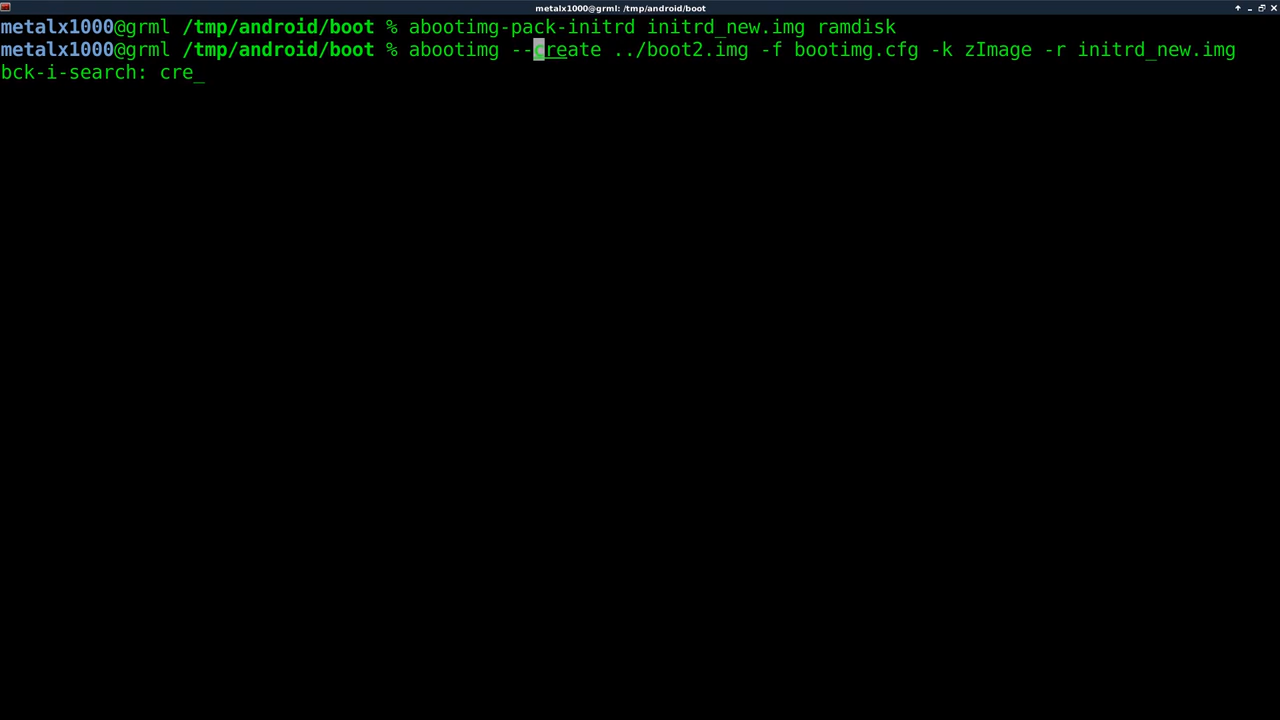 metalx1000@grml: /tmp/android/boot
metalx1000@grml /tmp/android/boot % abootimg-pack-initrd initrd_new.img ramdisk
metalx1000@grml /tmp/android/boot % abootimg --create ../boot2.img -f bootimg.cfg -k zImage -r initrd_new.img
bck-i-search: cre_